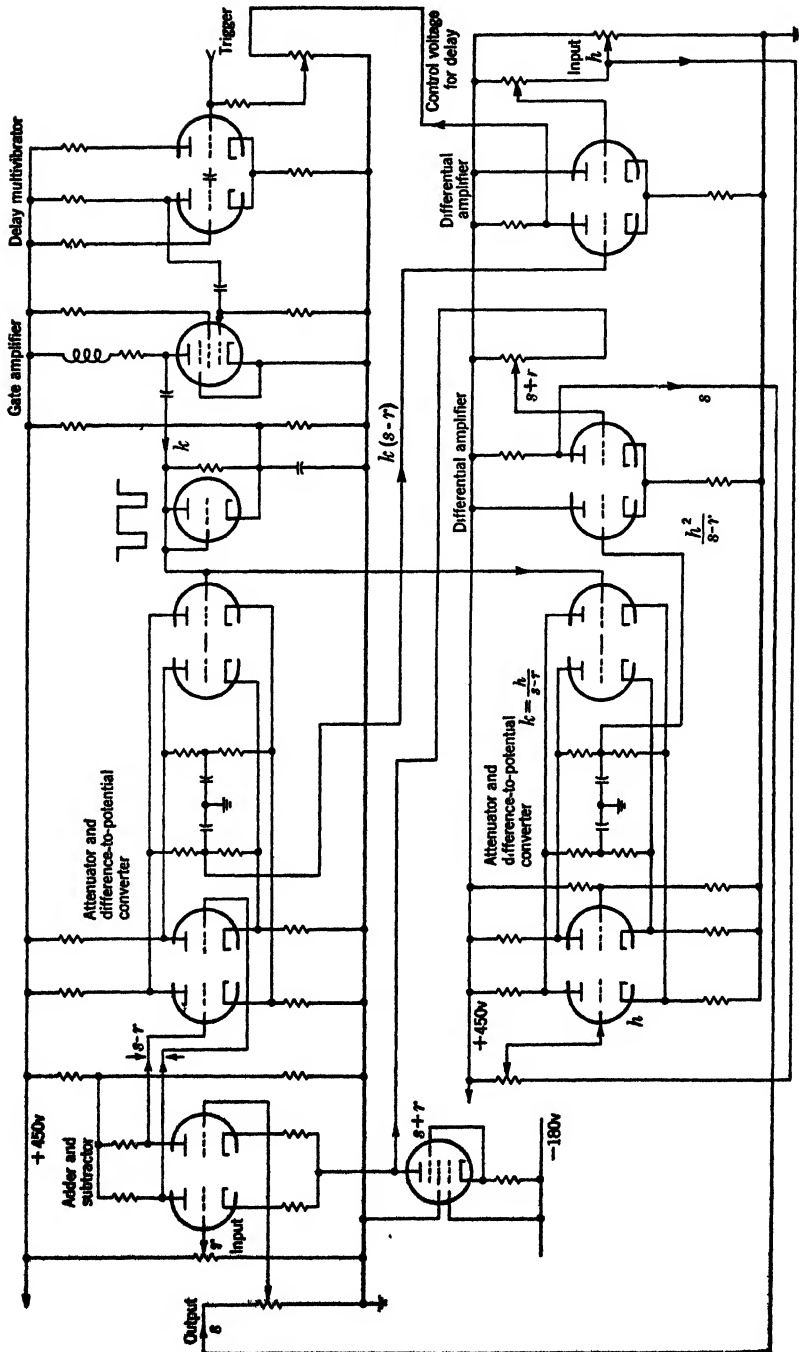 Trigger
Delay multivibrator
Gate amplifier
Control voltage
for delay
Input
h
Differential
amplifier
k
k (s-r)
s+r
s
Differential amplifier
h²/s-r
Attenuator and
difference-to-potential
converter
Attenuator and
difference-to-potential
converter
k = h/s-r
s-r
+450v
Adder and
subtractor
r
Input
Output
s
s+r
-180v
+450v
h